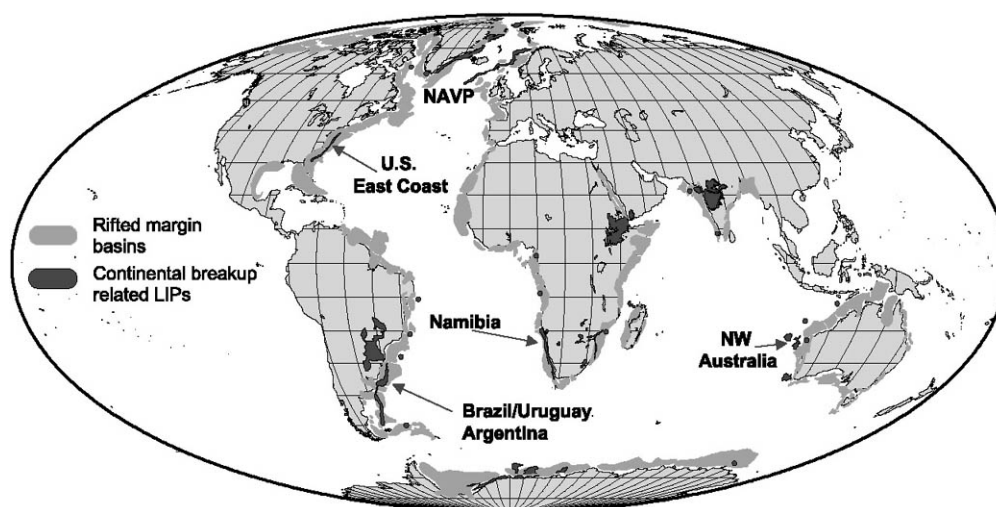 NAVP
U.S.
East Coast
Rifted margin
basins
Continental breakup
related LIPs
Namibia
NW
Australia
Brazil/Uruguay
Argentina